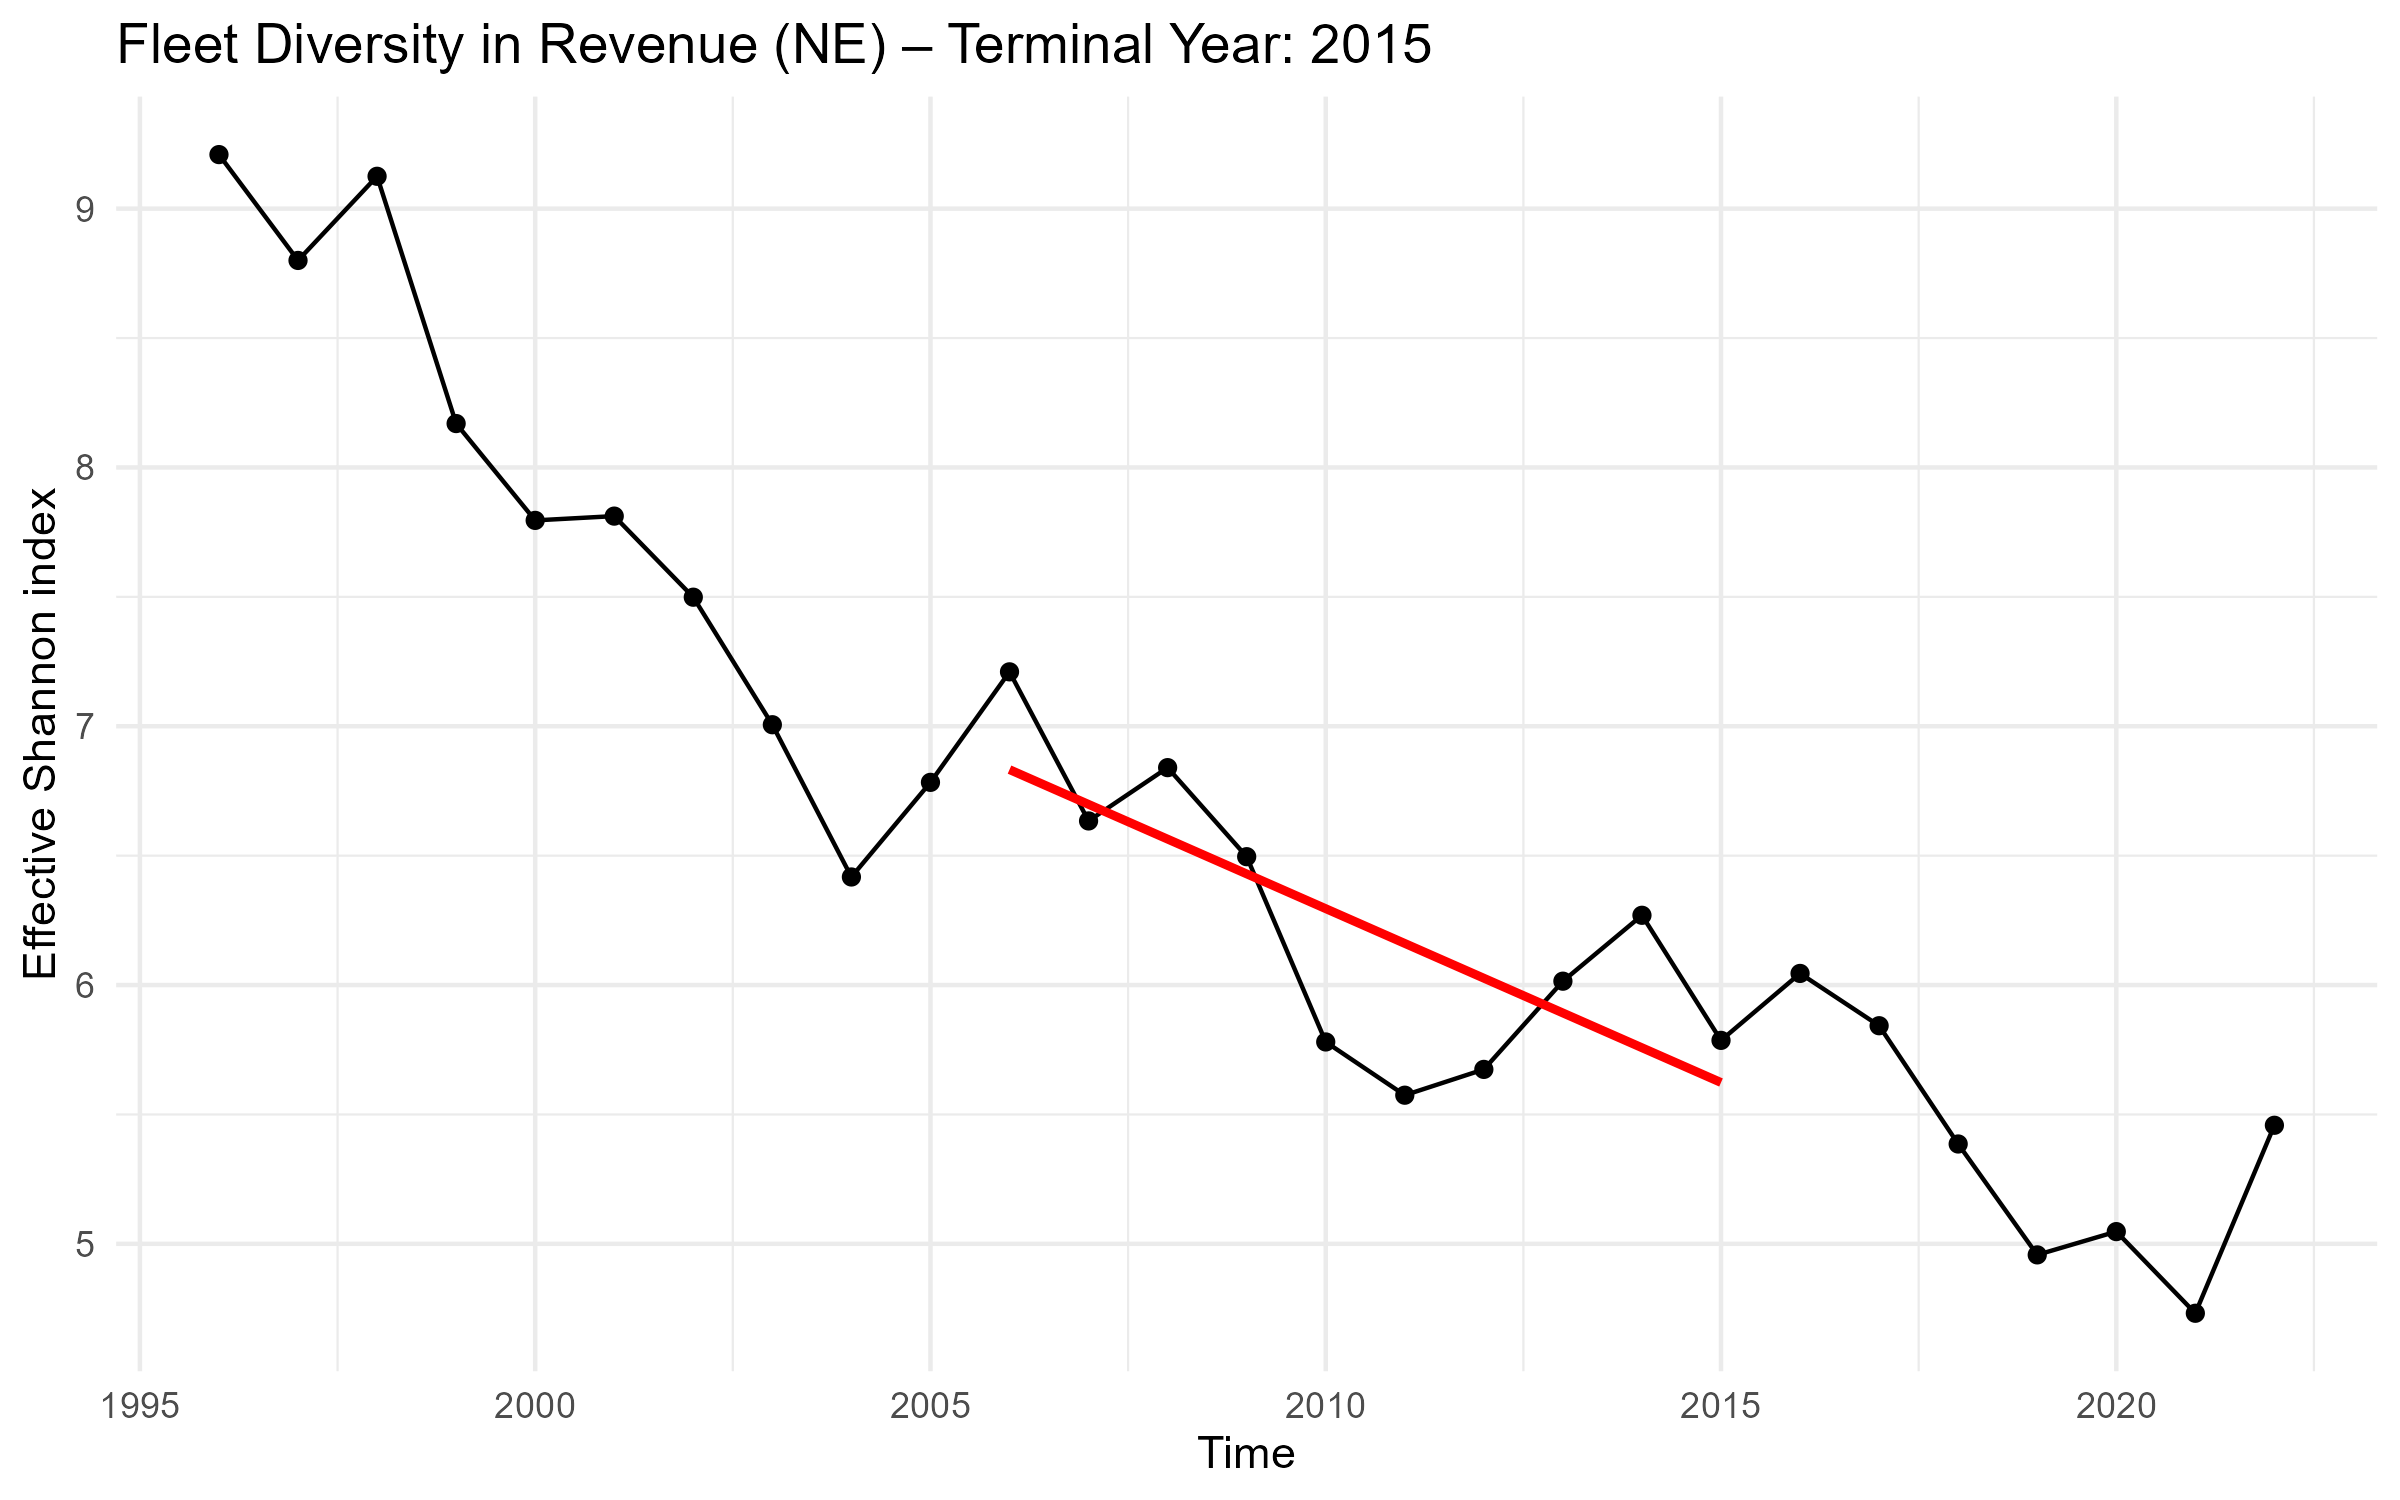 Fleet Diversity in Revenue (NE) – Terminal Year: 2015
Effective Shannon index
9
8
7
6
5
1995 2000 2005 2010 2015 2020
Time